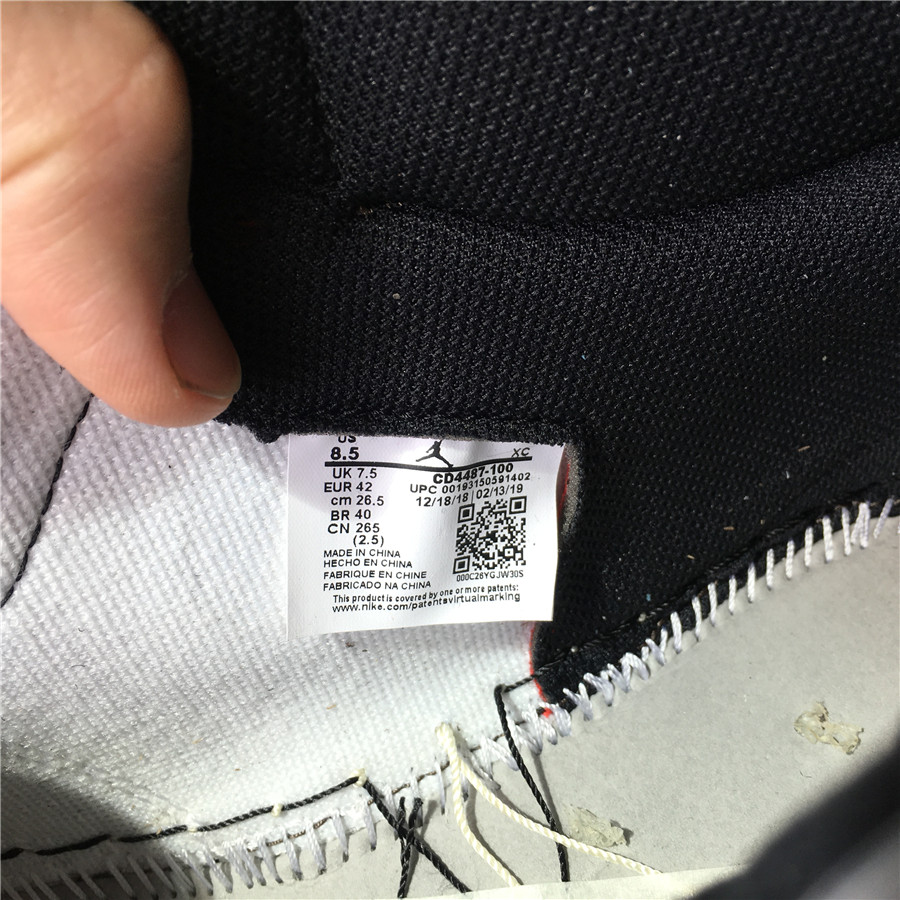 US
8.5
XC
UK 7.5
CD4487-100
EUR 42
UPC 00193150591402
cm 26.5
12/18/18 | 02/13/19
BR 40
CN 265
(2.5)
MADE IN CHINA
HECHO EN CHINA
FABRIQUE EN CHINE
FABRICADO NA CHINA
000C28YGJW30S
This product is covered by one or more patents:
www.nike.com/patentsvirtualmarking